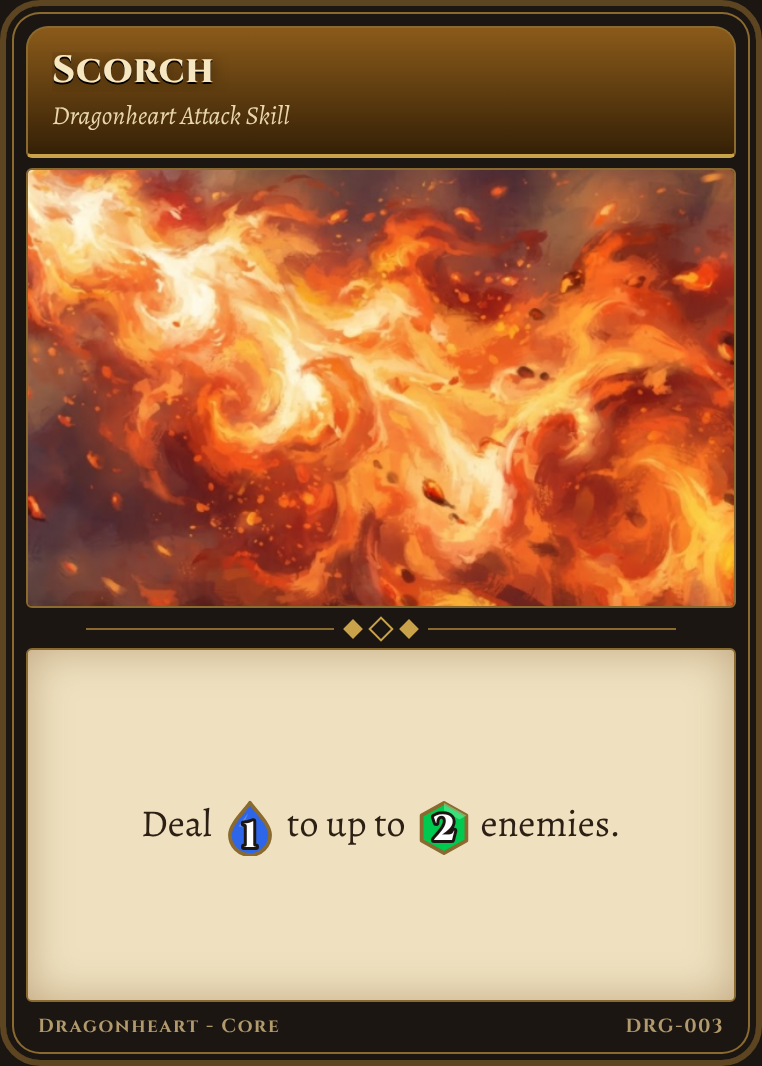 Scorch
Dragonheart Attack Skill
Deal 1 to up to 2 enemies.
Dragonheart - Core
DRG-003